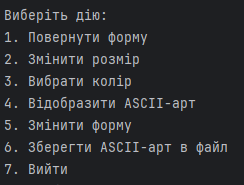 Виберіть дію:
1. Повернути форму
2. Змінити розмір
3. Вибрати колір
4. Відобразити ASCII-арт
5. Змінити форму
6. Зберегти ASCII-арт в файл
7. Вийти